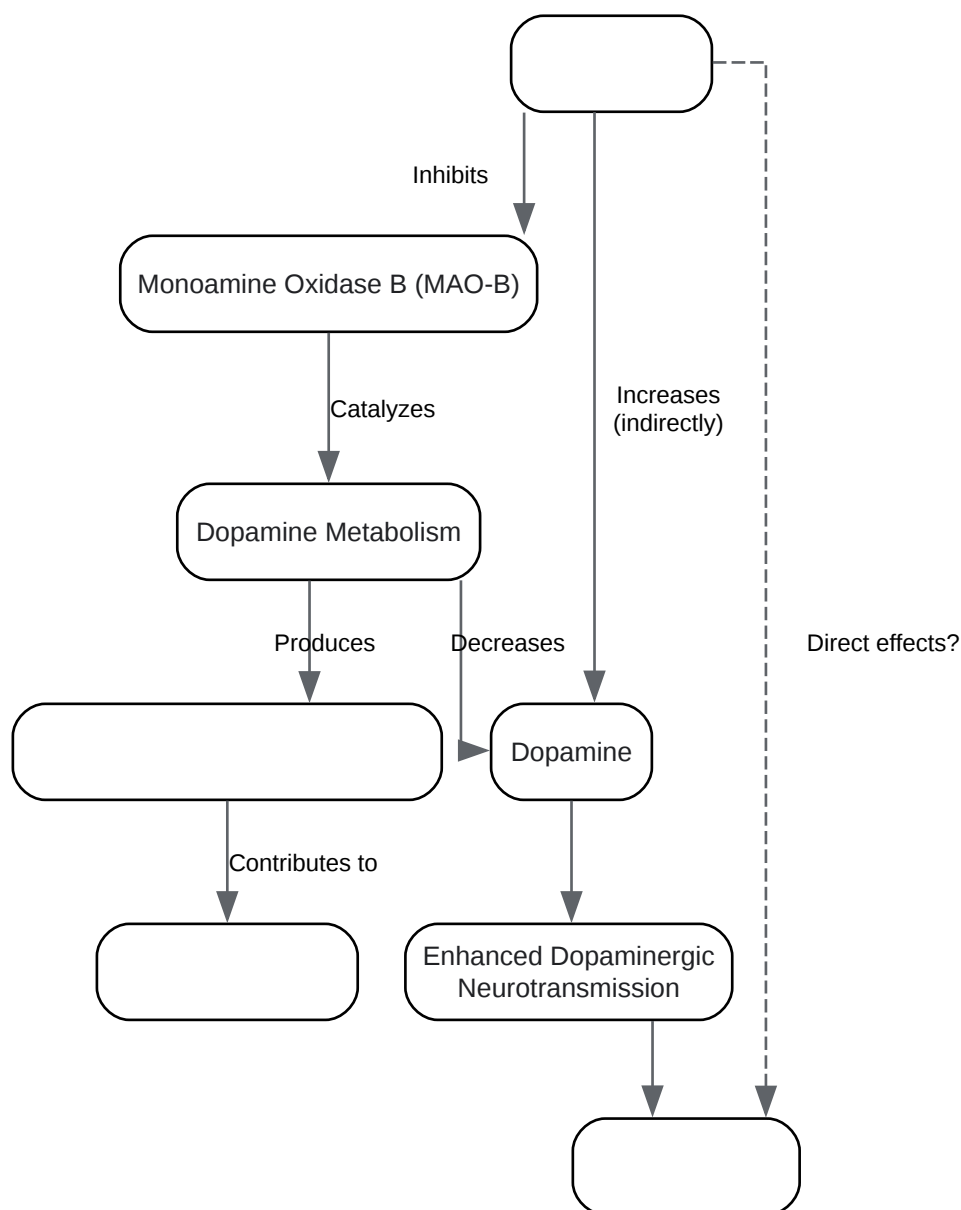 Inhibits
Monoamine Oxidase B (MAO-B)
Increases
(indirectly)
Catalyzes
Dopamine Metabolism
Produces
Decreases
Direct effects?
Dopamine
Contributes to
Enhanced Dopaminergic
Neurotransmission